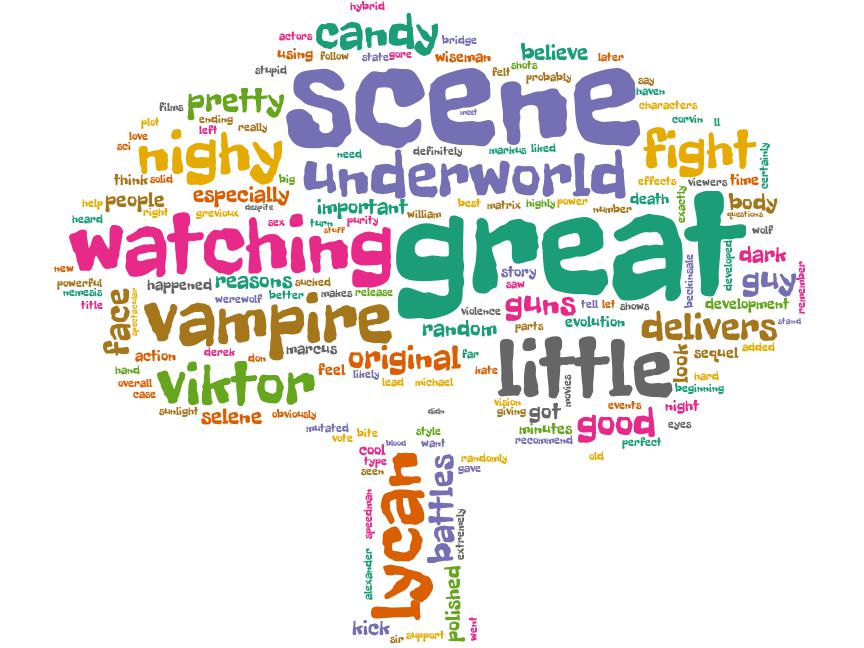 hybrid
actors
candy
bridge
using
follow
state
gore
wiseman
believe
later
stupid
scene
felt
shots
probably
say
haven
films
pretty
meet
characters
plot
ending
left
really
corvin
ll
love
sci
nighy
need
definitely
markus
liked
fight
certainly
think
solid
big
underworld
effects
viewers
time
help
people
especially
despite
important
best
matrix
highly
power
number
death
exactly
body
heard
right
grevioux
sex
turn
purity
stuff
william
questions
watching
great
wolf
new
powerful
nemesis
title
happened
reasons
sucked
story
saw
beckinsale
developed
dark
guy
remember
face
spectacular
werewolf
better
makes
release
violence
guns
tell
let
shows
development
vampire
random
parts
evolution
delivers
stand
action
derek
don
marcus
original
far
little
look
sequel
added
hand
overall
case
viktor
feel
likely
lead
michael
kate
movies
hard
beginning
sunlight
selene
obviously
didn
vision
giving
got
events
good
night
eyes
mutated
vote
bite
blood
style
want
minutes
recommend
perfect
cool
type
seen
randomly
gave
old
lycan
battles
speedman
extremely
alexander
polished
kick
sir
support
went